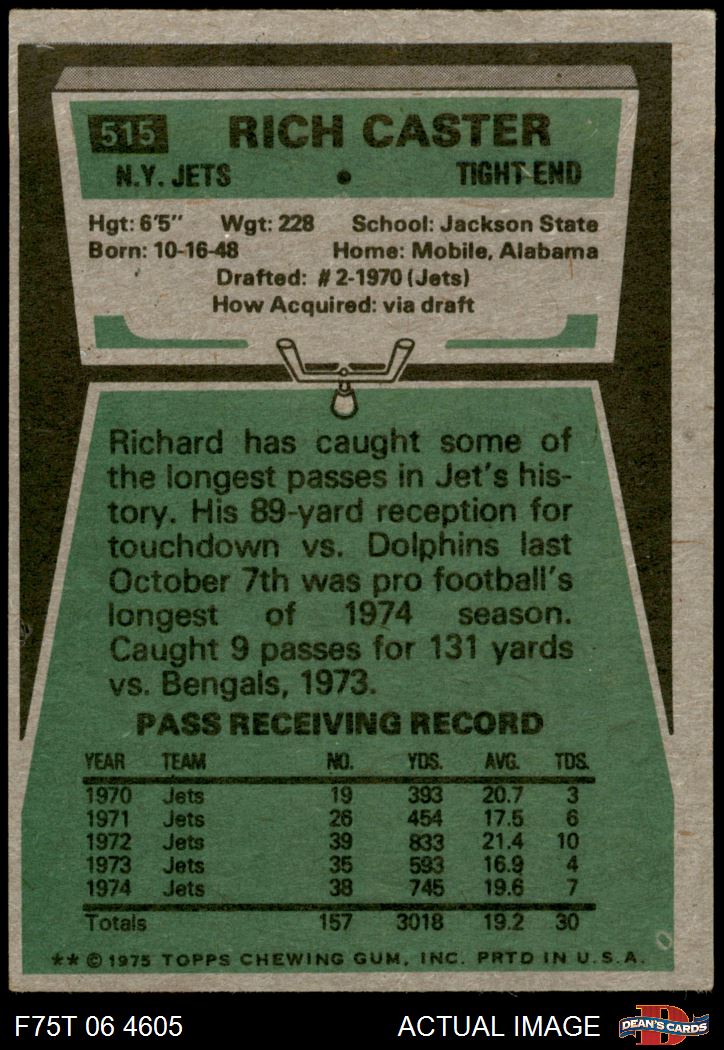 515 RICH CASTER
N.Y. JETS • TIGHT-END
Hgt: 6'5" Wgt: 228 School: Jackson State
Born: 10-16-48 Home: Mobile, Alabama
Drafted: #2-1970 (Jets)
How Acquired: via draft
Richard has caught some of
the longest passes in Jet's his-
tory. His 89-yard reception for
touchdown vs. Dolphins last
October 7th was pro football's
longest of 1974 season.
Caught 9 passes for 131 yards
vs. Bengals, 1973.
PASS RECEIVING RECORD
YEAR TEAM NO. YDS. AVG. TDS.
1970 Jets 19 393 20.7 3
1971 Jets 26 454 17.5 6
1972 Jets 39 833 21.4 10
1973 Jets 35 593 16.9 4
1974 Jets 38 745 19.6 7
Totals 157 3018 19.2 30
** © 1975 TOPPS CHEWING GUM, INC. PRTD IN U.S.A.
F75T 06 4605 ACTUAL IMAGE D DEAN'S CARDS